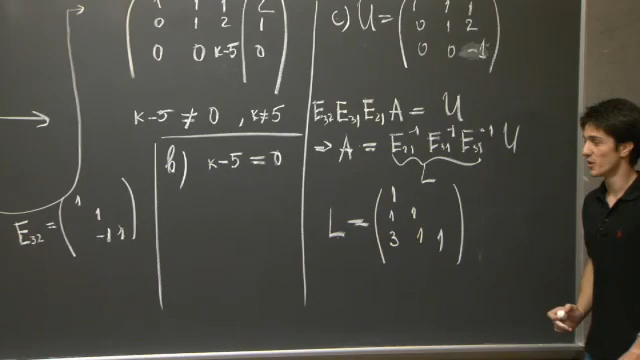 1 1 1 | 2
0 1 2 | 1
0 0 κ-5 | 0
κ-5 ≠ 0 , κ≠5
b) κ-5 = 0
E₃₂ = ( 1
1
-1 1 )
c) U = ( 1 1 1
0 1 2
0 0 -1 )
E₃₂ E₃₁ E₂₁ A = U
⇒ A = E₂₁⁻¹ E₃₁⁻¹ E₃₂⁻¹ U
L
L = ( 1
1 1
3 1 1 )